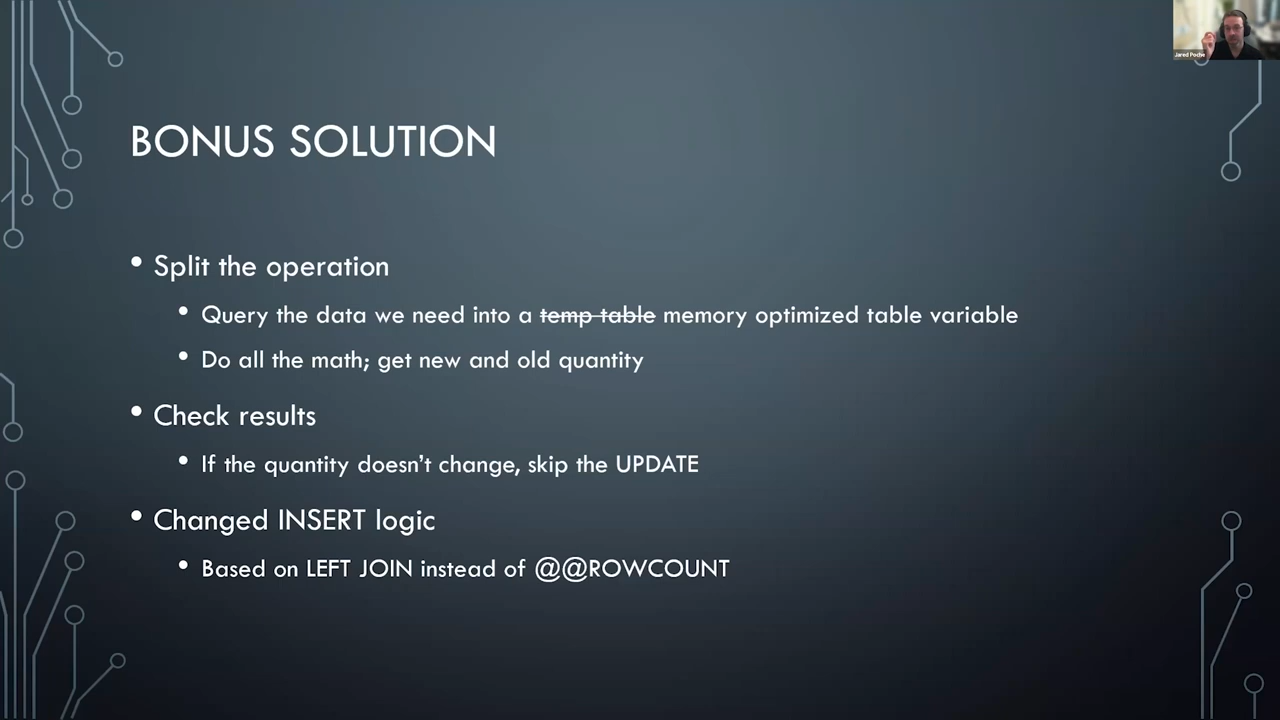 Jared Poche
BONUS SOLUTION
• Split the operation
• Query the data we need into a temp table memory optimized table variable
• Do all the math; get new and old quantity
• Check results
• If the quantity doesn't change, skip the UPDATE
• Changed INSERT logic
• Based on LEFT JOIN instead of @@ROWCOUNT